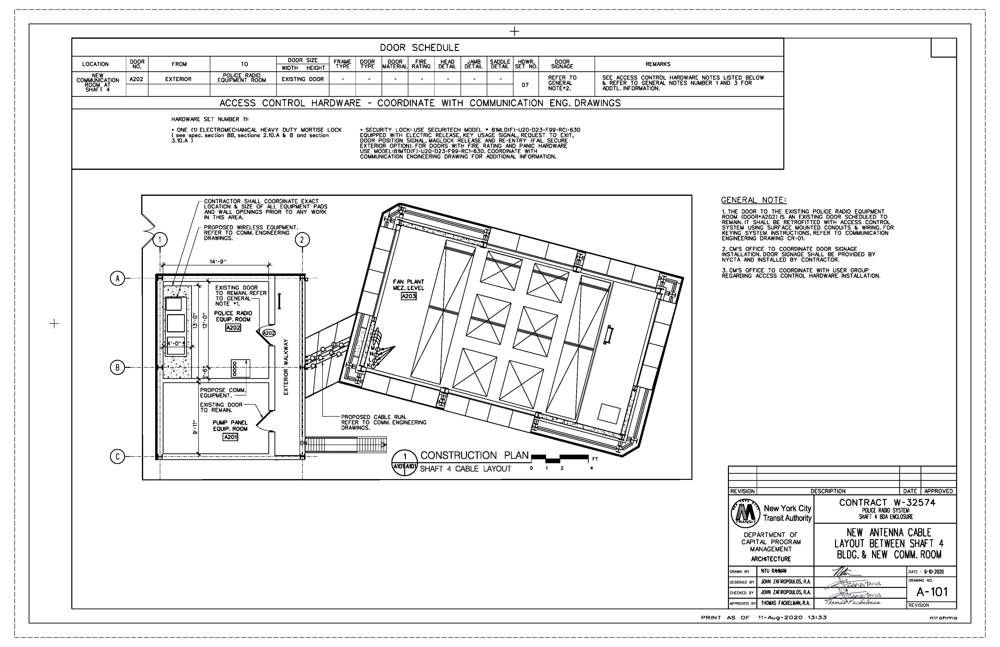 DOOR SCHEDULE
LOCATION
DOOR NO.
FROM
TO
DOOR SIZE
WIDTH HEIGHT
FRAME TYPE
DOOR TYPE
DOOR MATERIAL
FIRE RATING
HEAD DETAIL
JAMB DETAIL
SADDLE DETAIL
HDWR. SET NO.
DOOR SIGNAGE
REMARKS
NEW
COMMUNICATION
ROOM AT
SHAFT 4
A202
EXTERIOR
POLICE RADIO
EQUIPMENT ROOM
EXISTING DOOR
- - - - - - -
07
REFER TO
GENERAL
NOTE*2.
SEE ACCESS CONTROL HARDWARE NOTES LISTED BELOW
& REFER TO GENERAL NOTES NUMBER 1 AND 3 FOR
ADDTL. INFORMATION.
ACCESS CONTROL HARDWARE - COORDINATE WITH COMMUNICATION ENG. DRAWINGS
HARDWARE SET NUMBER 11:
* ONE (1) ELECTROMECHANICAL HEAVY DUTY MORTISE LOCK
( see spec. section 8B, sections 2.10.A & B and section
3.10.A )
* SECURITY LOCK: USE SECURITECH MODEL * 81MLD(F)-U20-D23-F99-RCI-630
EQUIPPED WITH ELECTRIC RELEASE, KEY USAGE SIGNAL, REQUEST TO EXIT,
DOOR POSITION SIGNAL, MAGLOCK RELEASE AND RE-ENTRY (FAIL SECURE
EXTERIOR OPTION). FOR DOORS WITH FIRE RATING AND PANIC HARDWARE
USE MODEL:81MTD(F)-U20-D23-F99-RC1-630. COORDINATE WITH
COMMUNICATION ENGINEERING DRAWING FOR ADDITIONAL INFORMATION.
CONTRACTOR SHALL COORDINATE EXACT
LOCATION & SIZE OF ALL EQUIPMENT PADS
AND WALL OPENINGS PRIOR TO ANY WORK
IN THIS AREA.
PROPOSED WIRELESS EQUIPMENT.
REFER TO COMM. ENGINEERING
DRAWINGS.
1
2
14'-9"
A
EXISTING DOOR
TO REMAIN. REFER
TO GENERAL
NOTE *1.
POLICE RADIO
EQUIP. ROOM
A202
13'-0"
12'-0"
A202
4'-0"±
B
1'-6"
EXTERIOR WALKWAY
PROPOSE COMM.
EQUIPMENT.
EXISTING DOOR
TO REMAIN.
PUMP PANEL
EQUIP. ROOM
A201
9'-11"
DN
C
FAN PLANT
MEZ. LEVEL
A203
M
N
L
K
PROPOSED CABLE RUN.
REFER TO COMM. ENGINEERING
DRAWINGS.
1
A101 A101
CONSTRUCTION PLAN
SHAFT 4 CABLE LAYOUT
0 1 2 4
FT
GENERAL NOTE:
1. THE DOOR TO THE EXISTING POLICE RADIO EQUIPMENT
ROOM (DOOR*A202) IS AN EXISTING DOOR SCHEDULED TO
REMAIN. IT SHALL BE RETROFITTED WITH ACCESS CONTROL
SYSTEM USING SURFACE MOUNTED CONDUITS & WIRING. FOR
KEYING SYSTEM INSTRUCTIONS, REFER TO COMMUNICATION
ENGINEERING DRAWING CR-01.
2. CM'S OFFICE TO COORDINATE DOOR SIGNAGE
INSTALLATION. DOOR SIGNAGE SHALL BE PROVIDED BY
NYCTA AND INSTALLED BY CONTRACTOR.
3. CM'S OFFICE TO COORDINATE WITH USER GROUP
REGARDING ACCESS CONTROL HARDWARE INSTALLATION.
REVISION DESCRIPTION DATE APPROVED
NEW YORK CITY
TRANSIT
New York City
Transit Authority
DEPARTMENT OF
CAPITAL PROGRAM
MANAGEMENT
ARCHITECTURE
CONTRACT W-32574
POLICE RADIO SYSTEM:
SHAFT 4 BDA ENCLOSURE
NEW ANTENNA CABLE
LAYOUT BETWEEN SHAFT 4
BLDG. & NEW COMM. ROOM
DRAWN BY NITU RAHMAN
DATE : 6-10-2020
DESIGNED BY JOHN ZAFIROPOULOS, R.A. ZAFIROPOULOS
DRAWING NO.
CHECKED BY JOHN ZAFIROPOULOS, R.A. ZAFIROPOULOS
A-101
APPROVED BY THOMAS FACKELMAN, R.A. Thomas Fackelman
REVISION
PRINT AS OF 11-Aug-2020 13:33
nirahma